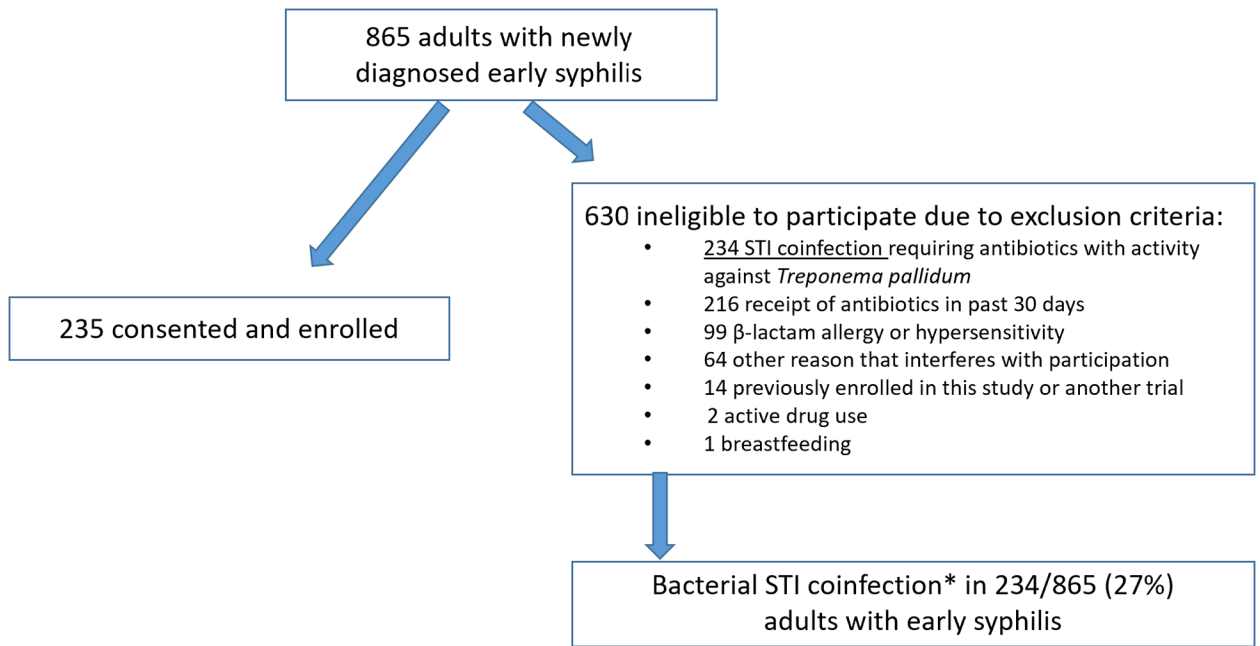 865 adults with newly
diagnosed early syphilis
630 ineligible to participate due to exclusion criteria:
• 234 STI coinfection requiring antibiotics with activity
against Treponema pallidum
• 216 receipt of antibiotics in past 30 days
• 99 β-lactam allergy or hypersensitivity
• 64 other reason that interferes with participation
• 14 previously enrolled in this study or another trial
• 2 active drug use
• 1 breastfeeding
235 consented and enrolled
Bacterial STI coinfection* in 234/865 (27%)
adults with early syphilis